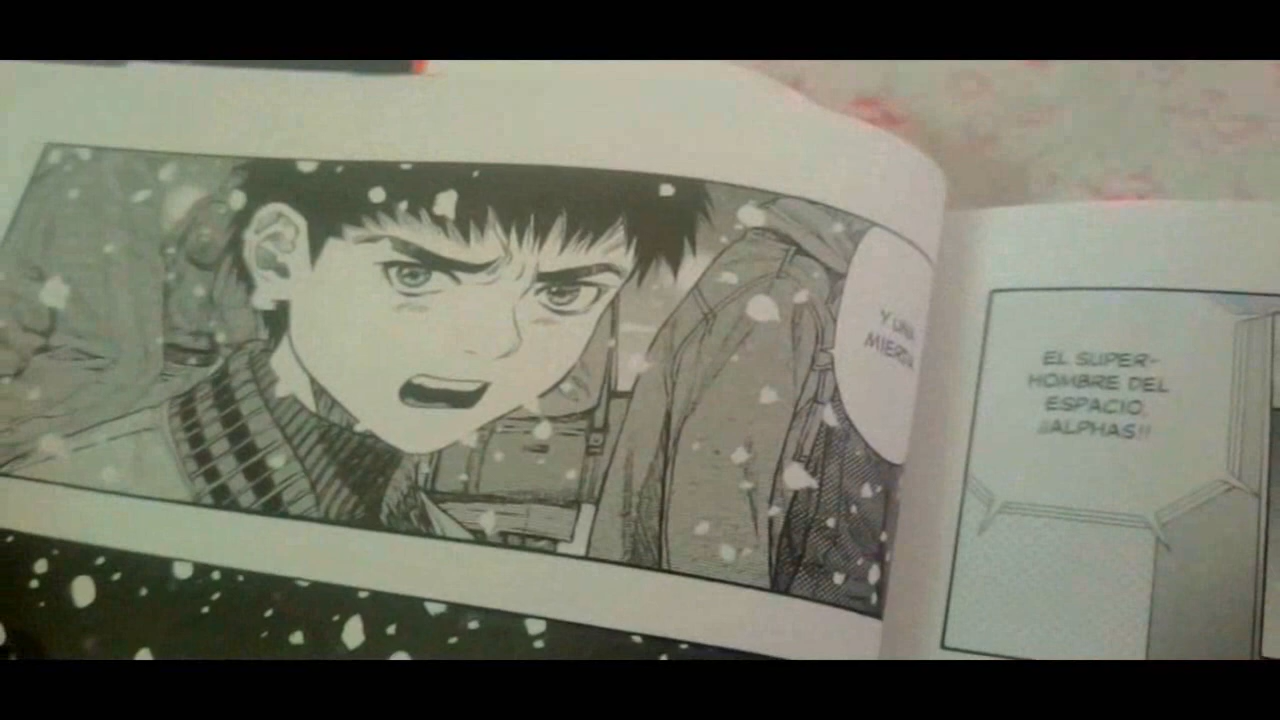 Y UNA
MIERDA
EL SUPER-
HOMBRE DEL
ESPACIO,
¡¡ALPHAS!!